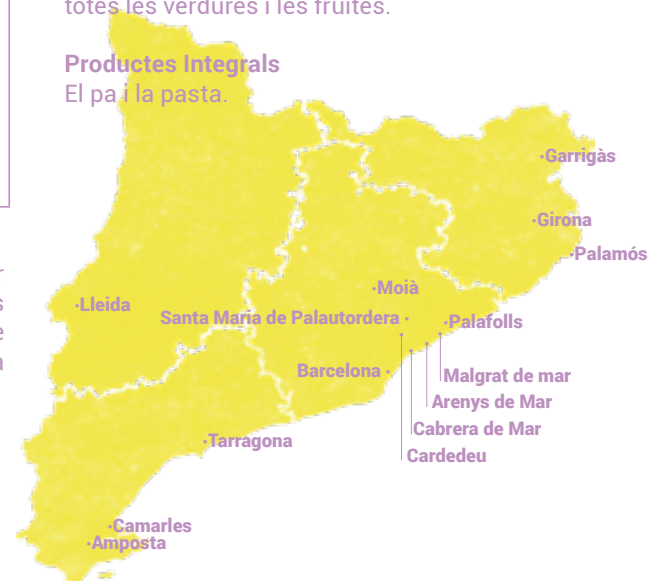 totes les verdures i les fruites.
Productes Integrals
El pa i la pasta.
·Garrigàs
·Girona
·Palamós
·Moià
·Lleida
Santa Maria de Palautordera ·
·Palafolls
Barcelona ·
Malgrat de mar
Arenys de Mar
Cabrera de Mar
·Tarragona
Cardedeu
·Camarles
·Amposta